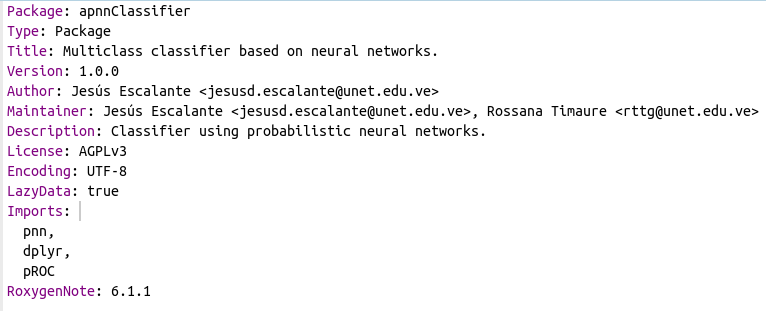 Package: apnnClassifier
Type: Package
Title: Multiclass classifier based on neural networks.
Version: 1.0.0
Author: Jesús Escalante <jesusd.escalante@unet.edu.ve>
Maintainer: Jesús Escalante <jesusd.escalante@unet.edu.ve>, Rossana Timaure <rttg@unet.edu.ve>
Description: Classifier using probabilistic neural networks.
License: AGPLv3
Encoding: UTF-8
LazyData: true
Imports:
  pnn,
  dplyr,
  pROC
RoxygenNote: 6.1.1